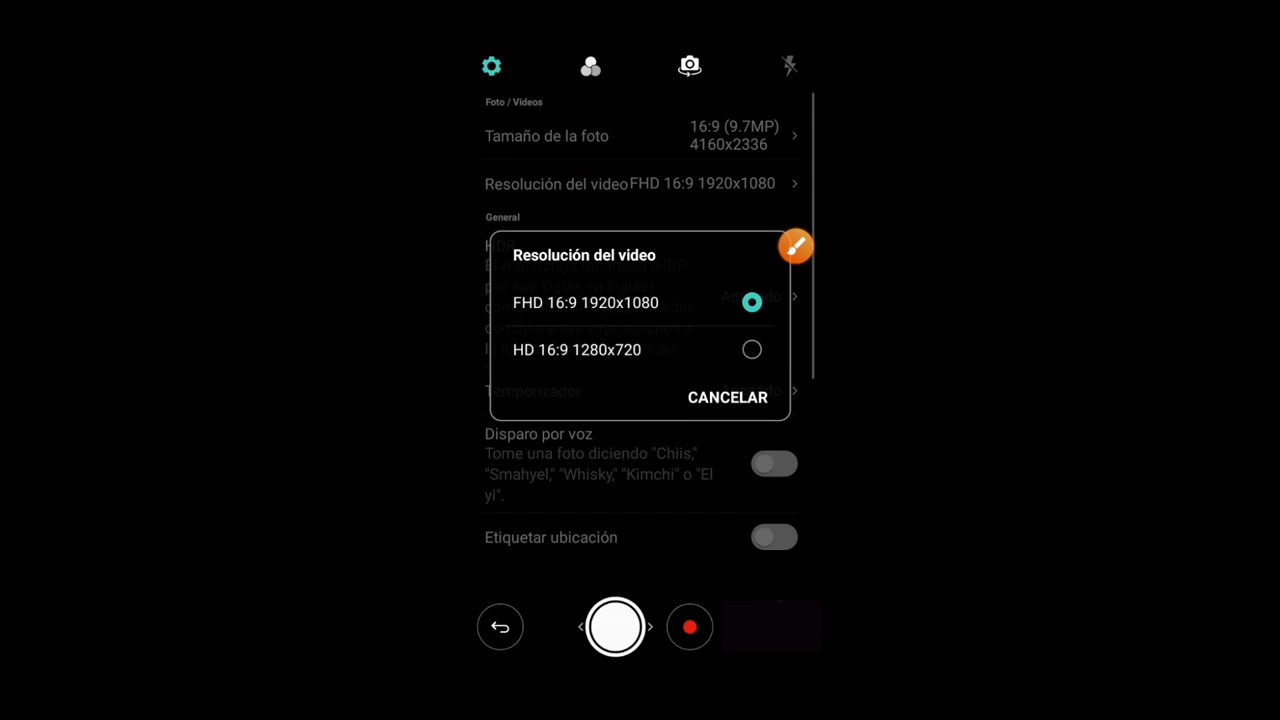 Foto / Videos
Tamaño de la foto
16:9 (9.7MP)
4160x2336
Resolución del video
FHD 16:9 1920x1080
General
HDR
Resolución del video
FHD 16:9 1920x1080
HD 16:9 1280x720
Temporizador
CANCELAR
Disparo por voz
Tome una foto diciendo "Chiis,"
"Smahyel," "Whisky," "Kimchi" o "El
yi".
Etiquetar ubicación